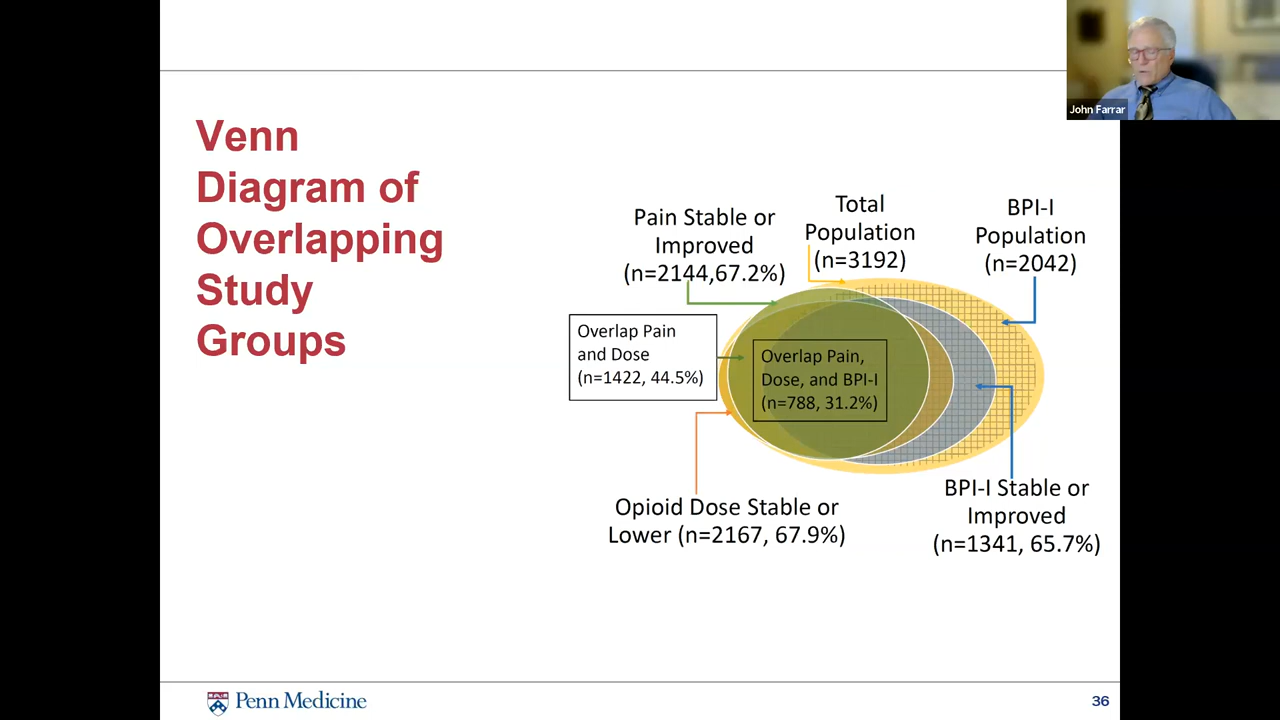 John Farrar
Venn
Diagram of
Overlapping
Study
Groups
Pain Stable or
Improved
(n=2144,67.2%)
Total
Population
(n=3192)
BPI-I
Population
(n=2042)
Overlap Pain
and Dose
(n=1422, 44.5%)
Overlap Pain,
Dose, and BPI-I
(n=788, 31.2%)
Opioid Dose Stable or
Lower (n=2167, 67.9%)
BPI-I Stable or
Improved
(n=1341, 65.7%)
Penn Medicine
36